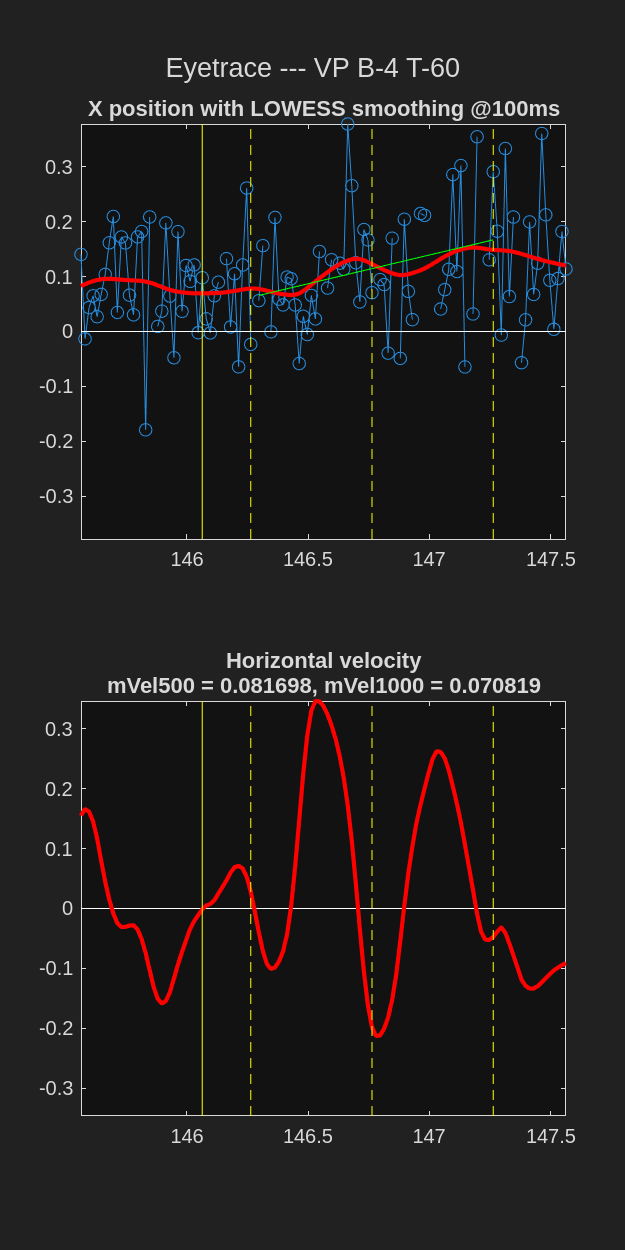 Eyetrace --- VP B-4 T-60
X position with LOWESS smoothing @100ms
0.3
0.2
0.1
0
-0.1
-0.2
-0.3
146 146.5 147 147.5
Horizontal velocity
mVel500 = 0.081698, mVel1000 = 0.070819
0.3
0.2
0.1
0
-0.1
-0.2
-0.3
146 146.5 147 147.5